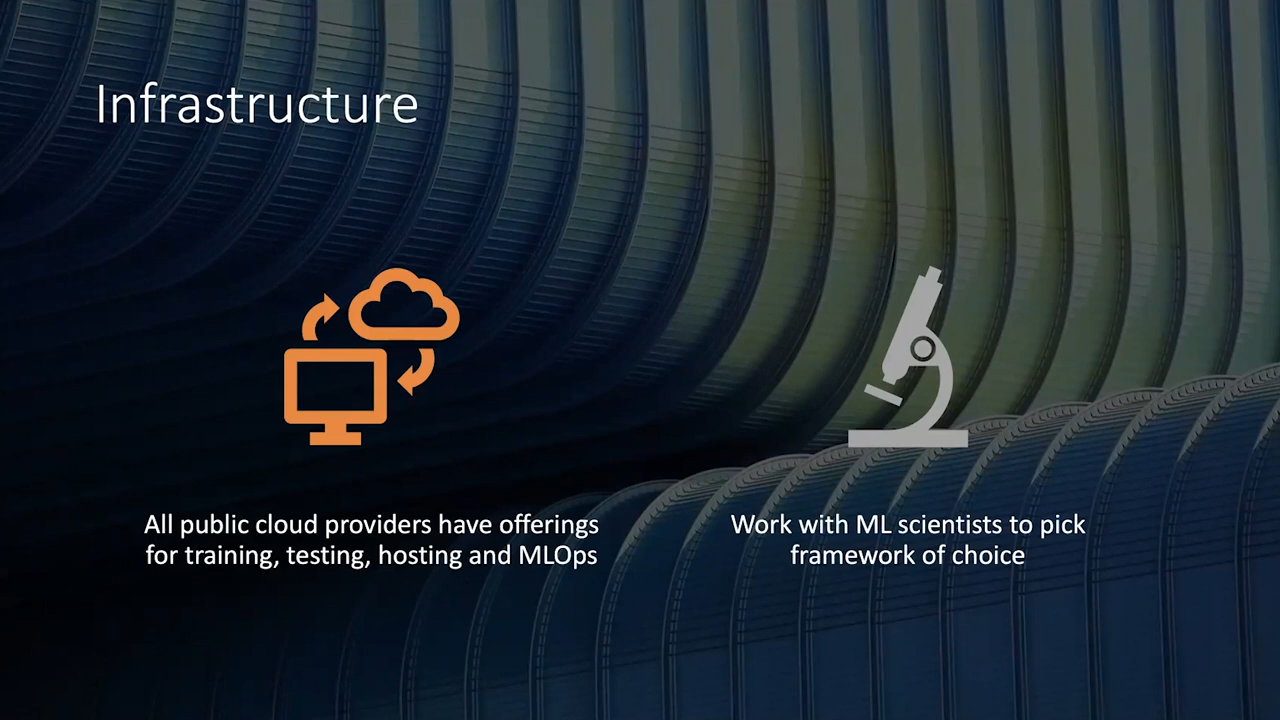 Infrastructure
All public cloud providers have offerings
for training, testing, hosting and MLOps
Work with ML scientists to pick
framework of choice